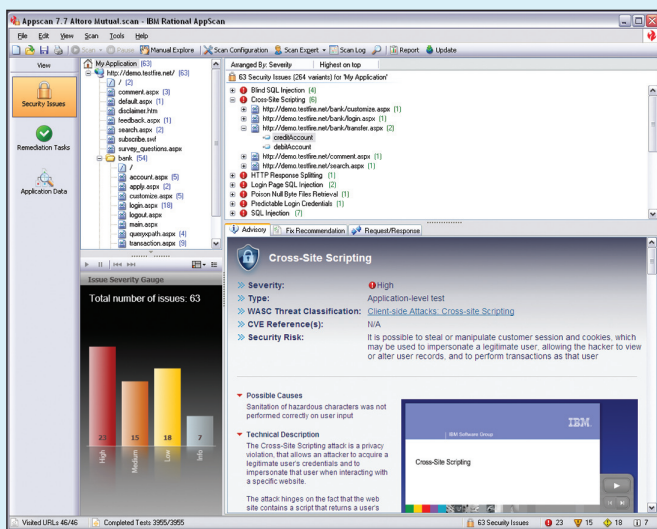 Appscan 7.7 Altoro Mutual.scan - IBM Rational AppScan
File Edit View Scan Tools Help
Scan Pause Manual Explore Scan Configuration Scan Expert Scan Log Report Update
View
Security Issues
Remediation Tasks
Application Data
My Application (63)
http://demo.testfire.net/ (63)
/ (2)
comment.aspx (3)
default.aspx (1)
disclaimer.htm
feedback.aspx (1)
search.aspx (2)
subscribe.swf
survey_questions.aspx
bank (54)
/
account.aspx (5)
apply.aspx (2)
customize.aspx (5)
login.aspx (18)
logout.aspx
main.aspx
queryxpath.aspx (4)
transaction.aspx (9)
Issue Severity Gauge
Total number of issues: 63
23
15
18
7
High
Medium
Low
Info
Arranged By: Severity Highest on top
63 Security Issues (264 variants) for 'My Application'
Blind SQL Injection (4)
Cross-Site Scripting (6)
http://demo.testfire.net/bank/customize.aspx (1)
http://demo.testfire.net/bank/login.aspx (1)
http://demo.testfire.net/bank/transfer.aspx (2)
creditAccount
debitAccount
http://demo.testfire.net/comment.aspx (1)
http://demo.testfire.net/search.aspx (1)
HTTP Response Splitting (1)
Login Page SQL Injection (2)
Poison Null Byte Files Retrieval (1)
Predictable Login Credentials (1)
SQL Injection (7)
Advisory Fix Recommendation Request/Response
Cross-Site Scripting
Severity: High
Type: Application-level test
WASC Threat Classification: Client-side Attacks: Cross-site Scripting
CVE Reference(s): N/A
Security Risk: It is possible to steal or manipulate customer session and cookies, which
may be used to impersonate a legitimate user, allowing the hacker to view
or alter user records, and to perform transactions as that user
Possible Causes
Sanitation of hazardous characters was not
performed correctly on user input
Technical Description
The Cross-Site Scripting attack is a privacy
violation, that allows an attacker to acquire a
legitimate user's credentials and to
impersonate that user when interacting with
a specific website.
The attack hinges on the fact that the web
site contains a script that returns a user's
IBM Software Group
IBM
Cross-Site Scripting
Visited URLs 46/46 Completed Tests 3955/3955 63 Security Issues 23 15 18 7